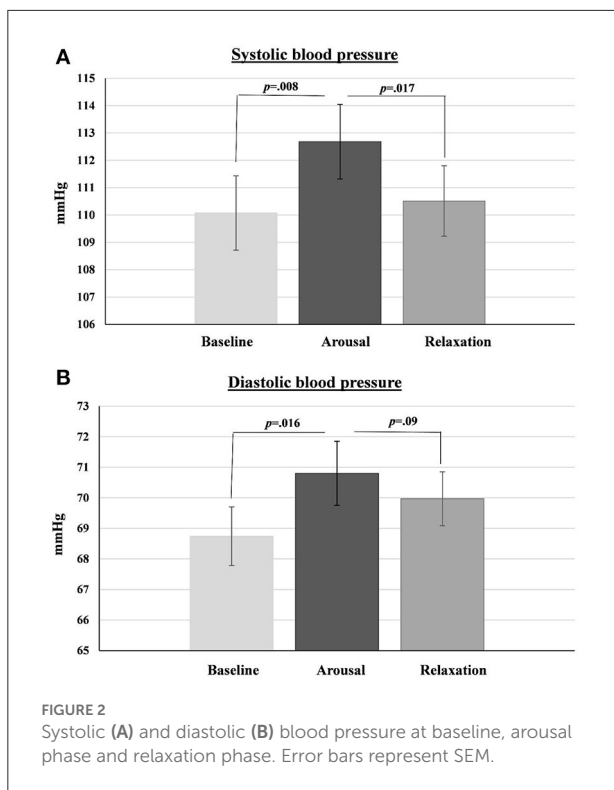 A
Systolic blood pressure
115
114
113
112
111
110
109
108
107
106
mmHg
p=.008
p=.017
Baseline Arousal Relaxation
B
Diastolic blood pressure
73
72
71
70
69
68
67
66
65
mmHg
p=.016
p=.09
Baseline Arousal Relaxation
FIGURE 2
Systolic (A) and diastolic (B) blood pressure at baseline, arousal
phase and relaxation phase. Error bars represent SEM.